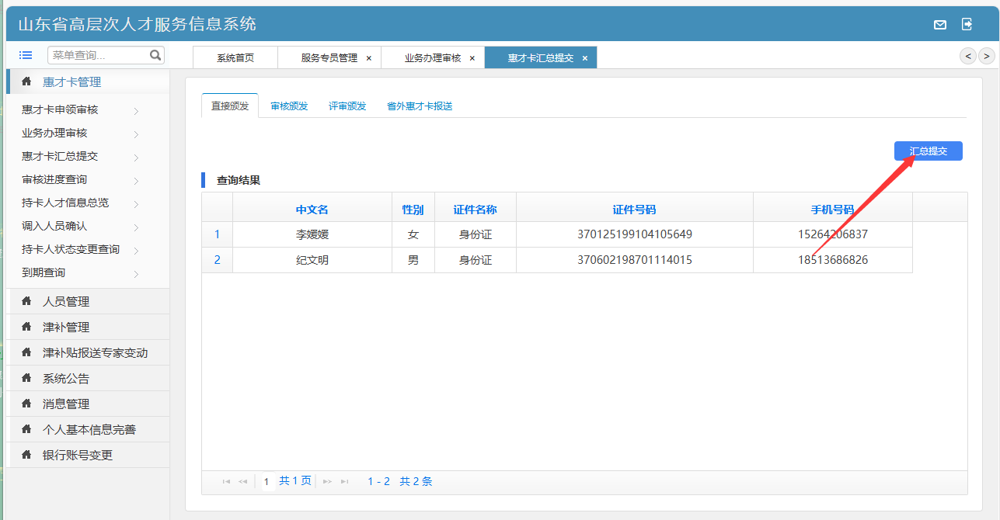 山东省高层次人才服务信息系统
菜单查询...
系统首页 服务专员管理 × 业务办理审核 × 惠才卡汇总提交 × < >
惠才卡管理
惠才卡申领审核
业务办理审核
惠才卡汇总提交
审核进度查询
持卡人才信息总览
调入人员确认
持卡人状态变更查询
到期查询
人员管理
津补管理
津补贴报送专家变动
系统公告
消息管理
个人基本信息完善
银行账号变更
直接颁发 审核颁发 评审颁发 省外惠才卡报送
汇总提交
查询结果
中文名 性别 证件名称 证件号码 手机号码
1 李媛媛 女 身份证 370125199104105649 15264206837
2 纪文明 男 身份证 370602198701114015 18513686826
1 共 1 页 1 - 2 共 2 条